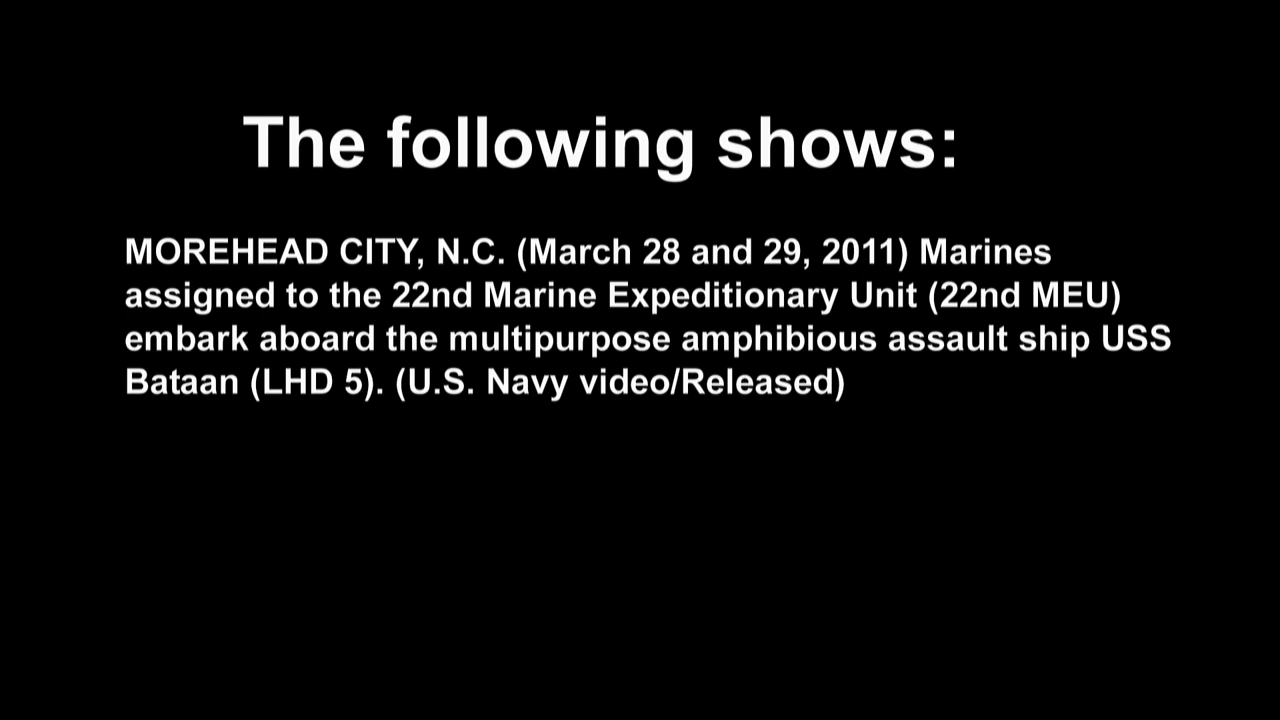 The following shows:
MOREHEAD CITY, N.C. (March 28 and 29, 2011) Marines
assigned to the 22nd Marine Expeditionary Unit (22nd MEU)
embark aboard the multipurpose amphibious assault ship USS
Bataan (LHD 5). (U.S. Navy video/Released)